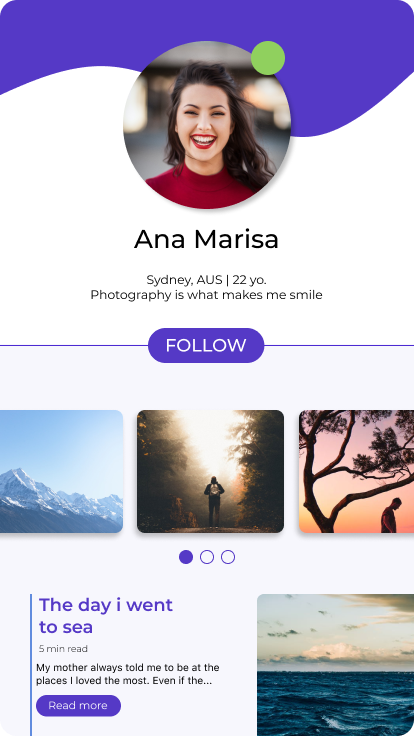 Ana Marisa
Sydney, AUS | 22 yo.
Photography is what makes me smile
FOLLOW
The day i went
to sea
5 min read
My mother always told me to be at the
places I loved the most. Even if the...
Read more